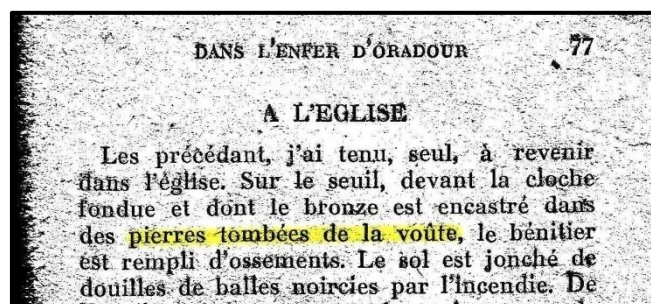 DANS L'ENFER D'ORADOUR 77
A L'EGLISE
Les précédant, j'ai tenu, seul, à revenir
dans l'église. Sur le seuil, devant la cloche
fondue et dont le bronze est encastré dans
des pierres tombées de la voûte, le bénitier
est rempli d'ossements. Le sol est jonché de
douilles de balles noircies par l'incendie. De